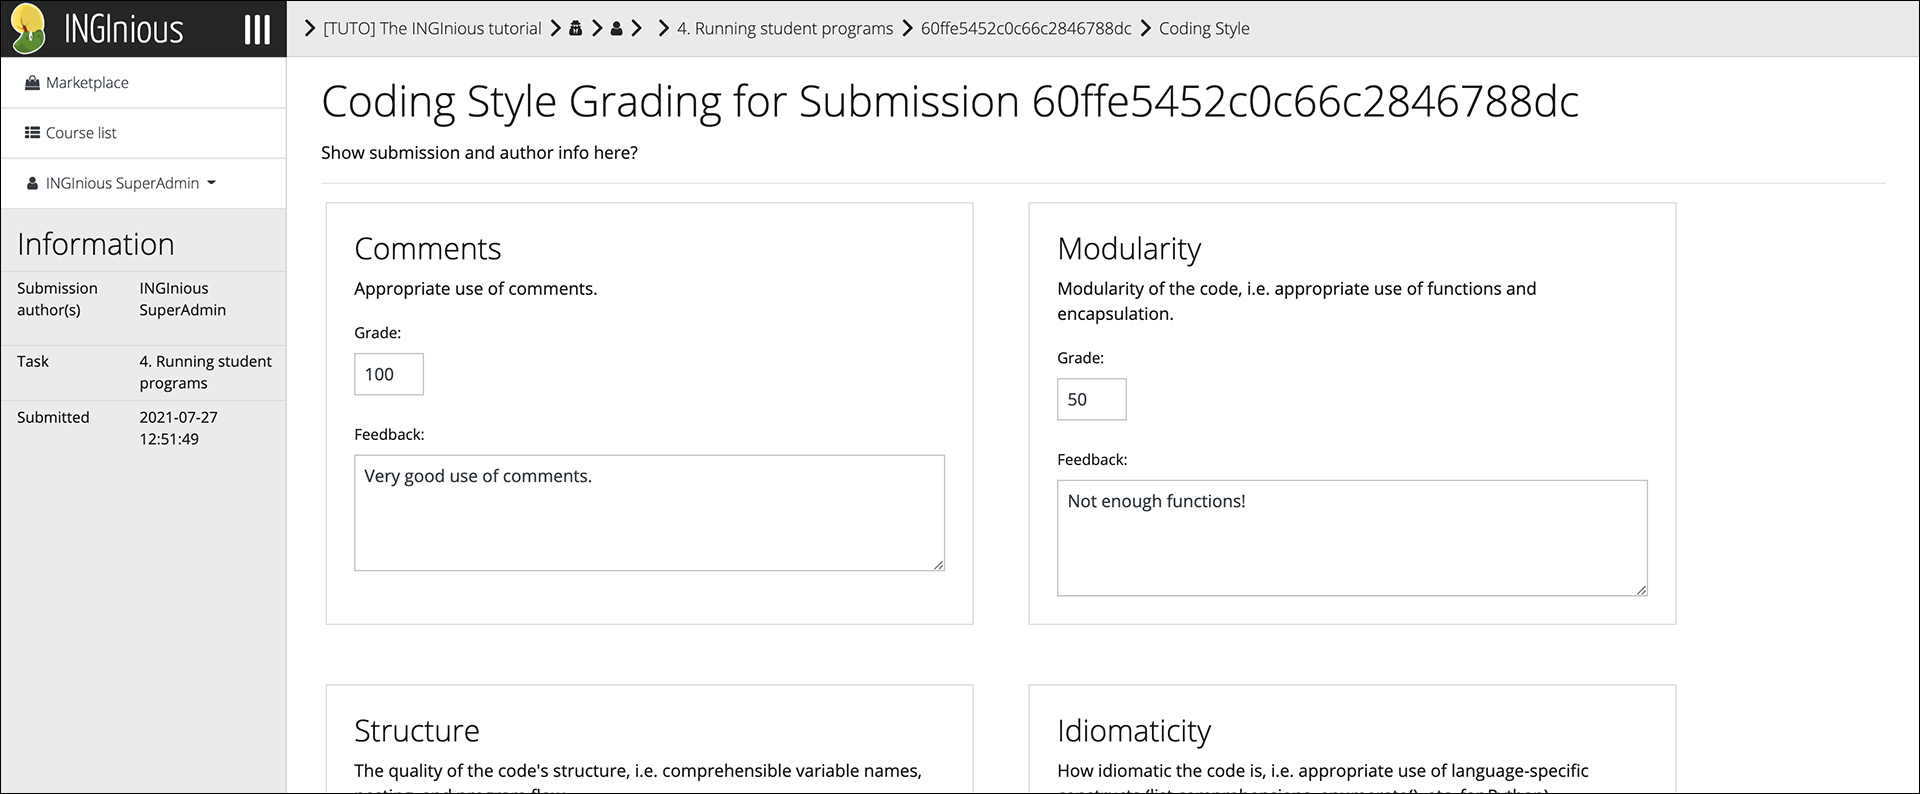 INGInious
[TUTO] The INGInious tutorial
4. Running student programs
60ffe5452c0c66c2846788dc
Coding Style
Marketplace
Course list
INGInious SuperAdmin
Information
Submission author(s)
INGInious SuperAdmin
Task
4. Running student programs
Submitted
2021-07-27 12:51:49
Coding Style Grading for Submission 60ffe5452c0c66c2846788dc
Show submission and author info here?
Comments
Appropriate use of comments.
Grade:
100
Feedback:
Very good use of comments.
Modularity
Modularity of the code, i.e. appropriate use of functions and
encapsulation.
Grade:
50
Feedback:
Not enough functions!
Structure
The quality of the code's structure, i.e. comprehensible variable names,
Idiomaticity
How idiomatic the code is, i.e. appropriate use of language-specific